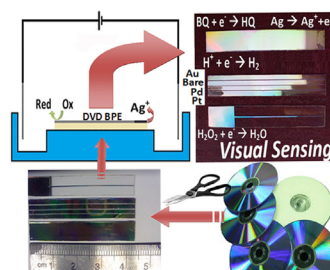 BQ + e⁻ → HQ Ag → Ag⁺+e⁻
H⁺ + e⁻ → H₂
Au
Bare
Pd
Pt
H₂O₂ + e⁻ → H₂O
Visual Sensing
Red Ox
Ag⁺
DVD BPE
cm 1 2 3 4 5